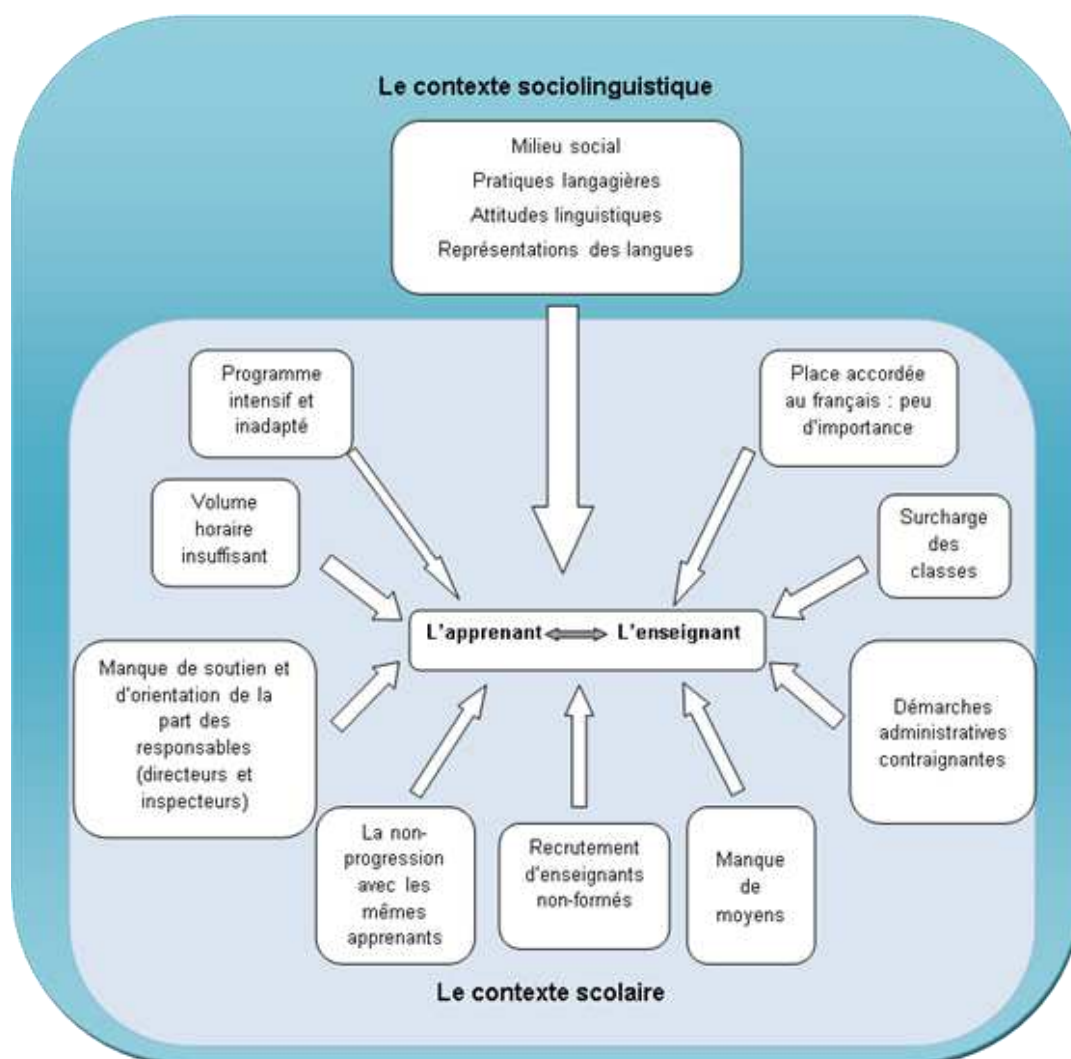 Le contexte sociolinguistique
Milieu social
Pratiques langagières
Attitudes linguistiques
Représentations des langues
Programme
intensif et
inadapté
Place accordée
au français : peu
d'importance
Volume
horaire
insuffisant
Surcharge
des
classes
L'apprenant L'enseignant
Manque de soutien et
d'orientation de la
part des
responsables
(directeurs et
inspecteurs)
Démarches
administratives
contraignantes
La non-
progression
avec les
mêmes
apprenants
Recrutement
d'enseignants
non-formés
Manque
de
moyens
Le contexte scolaire